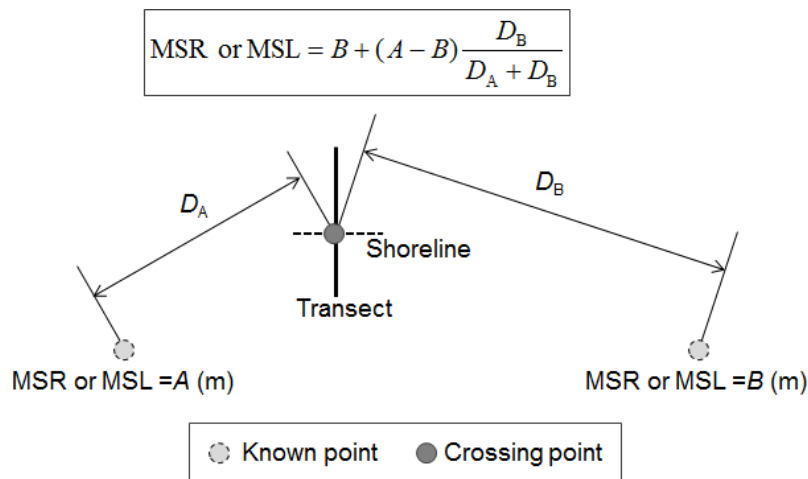 MSR or MSL = B + (A − B) D_B / (D_A + D_B)
D_A
D_B
Shoreline
Transect
MSR or MSL =A (m)
MSR or MSL =B (m)
Known point
Crossing point